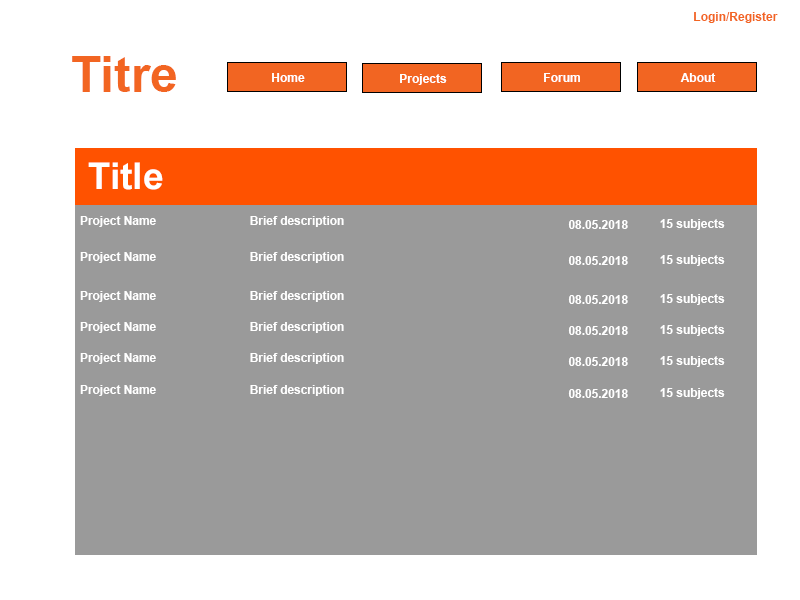 Login/Register
Titre
Home Projects Forum About
Title
Project Name Brief description 08.05.2018 15 subjects
Project Name Brief description 08.05.2018 15 subjects
Project Name Brief description 08.05.2018 15 subjects
Project Name Brief description 08.05.2018 15 subjects
Project Name Brief description 08.05.2018 15 subjects
Project Name Brief description 08.05.2018 15 subjects